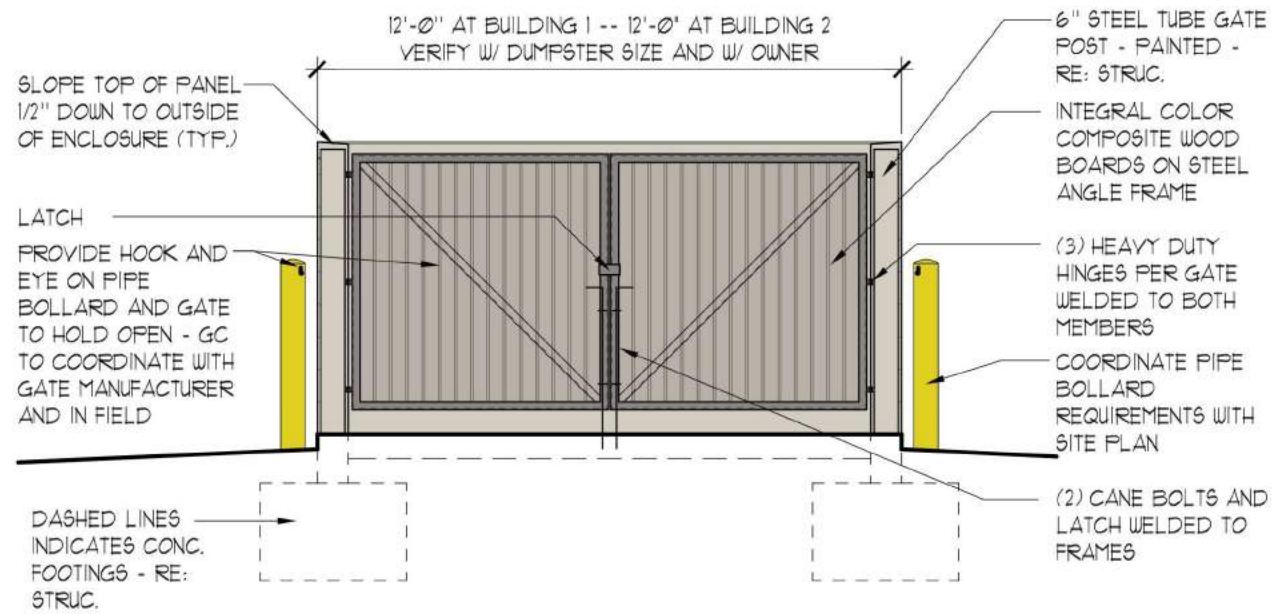 12'-0" AT BUILDING 1 -- 12'-0" AT BUILDING 2
VERIFY W/ DUMPSTER SIZE AND W/ OWNER
SLOPE TOP OF PANEL
1/2" DOWN TO OUTSIDE
OF ENCLOSURE (TYP.)
LATCH
PROVIDE HOOK AND
EYE ON PIPE
BOLLARD AND GATE
TO HOLD OPEN - GC
TO COORDINATE WITH
GATE MANUFACTURER
AND IN FIELD
DASHED LINES
INDICATES CONC.
FOOTINGS - RE:
STRUC.
6" STEEL TUBE GATE
POST - PAINTED -
RE: STRUC.
INTEGRAL COLOR
COMPOSITE WOOD
BOARDS ON STEEL
ANGLE FRAME
(3) HEAVY DUTY
HINGES PER GATE
WELDED TO BOTH
MEMBERS
COORDINATE PIPE
BOLLARD
REQUIREMENTS WITH
SITE PLAN
(2) CANE BOLTS AND
LATCH WELDED TO
FRAMES